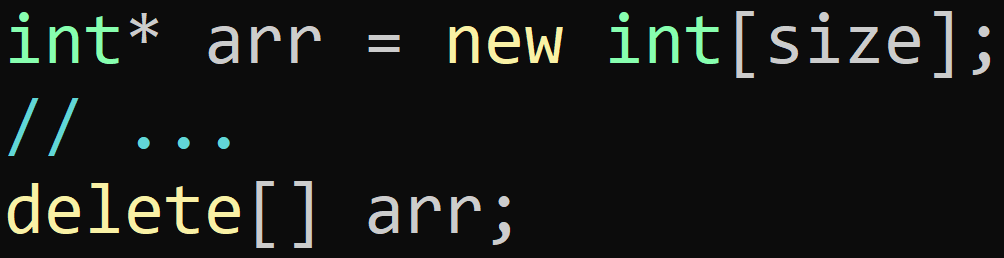 int* arr = new int[size];
// ...
delete[] arr;